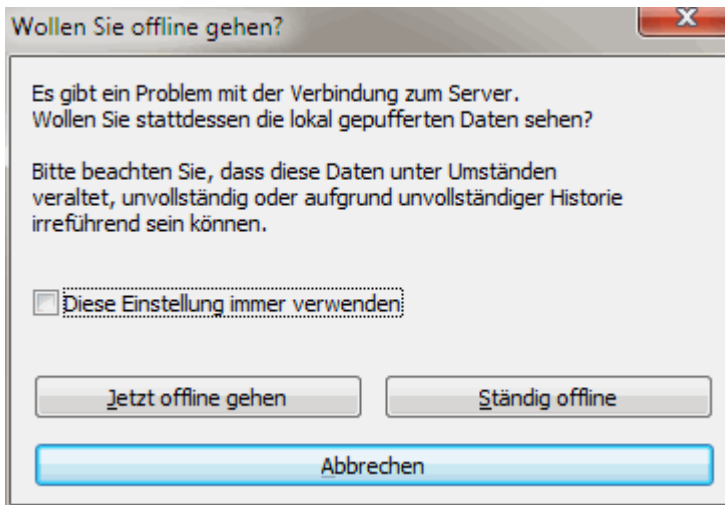 Wollen Sie offline gehen?
Es gibt ein Problem mit der Verbindung zum Server.
Wollen Sie stattdessen die lokal gepufferten Daten sehen?
Bitte beachten Sie, dass diese Daten unter Umständen
veraltet, unvollständig oder aufgrund unvollständiger Historie
irreführend sein können.
Diese Einstellung immer verwenden
Jetzt offline gehen
Ständig offline
Abbrechen